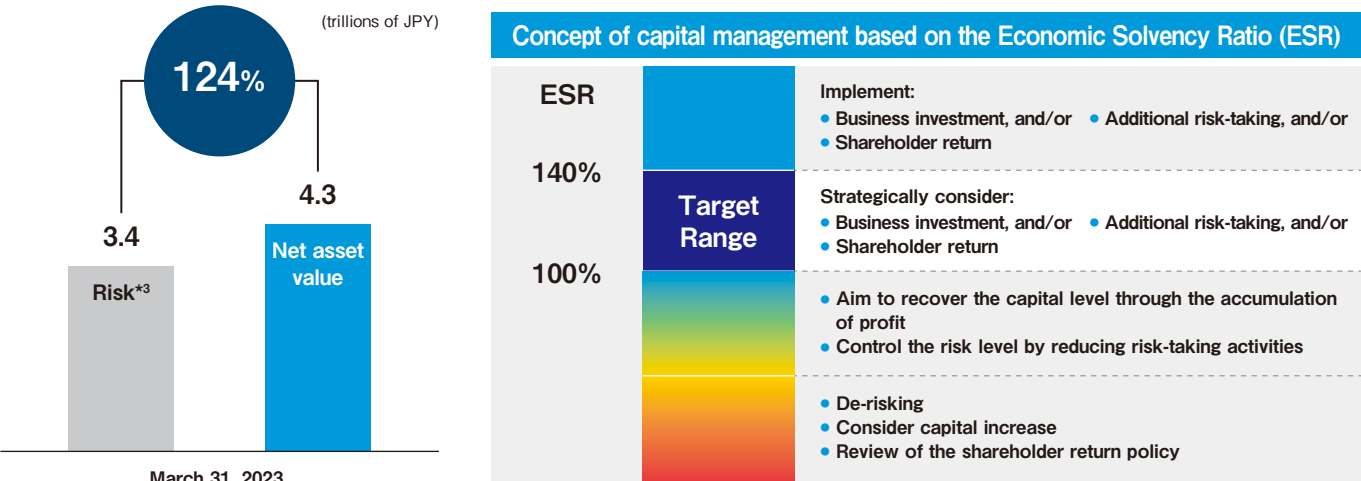 (trillions of JPY)
124%
3.4
4.3
Risk*3
Net asset
value
March 31, 2023
Concept of capital management based on the Economic Solvency Ratio (ESR)
ESR
140%
100%
Target
Range
Implement:
● Business investment, and/or ● Additional risk-taking, and/or
● Shareholder return
Strategically consider:
● Business investment, and/or ● Additional risk-taking, and/or
● Shareholder return
● Aim to recover the capital level through the accumulation
of profit
● Control the risk level by reducing risk-taking activities
● De-risking
● Consider capital increase
● Review of the shareholder return policy